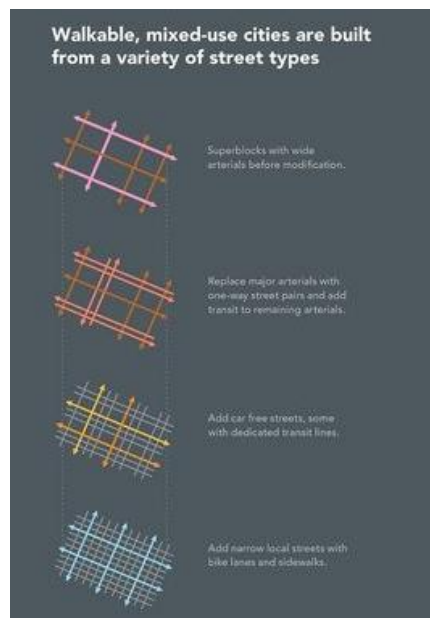 Walkable, mixed-use cities are built
from a variety of street types
Superblocks with wide
arterials before modification.
Replace major arterials with
one-way street pairs and add
transit to remaining arterials.
Add car free streets, some
with dedicated transit lines.
Add narrow local streets with
bike lanes and sidewalks.